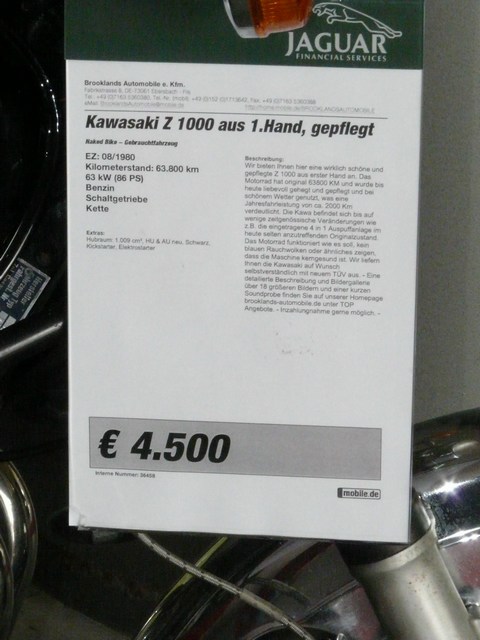 JAGUAR
FINANCIAL SERVICES
Brooklands Automobile e. Kfm.
Kawasaki Z 1000 aus 1.Hand, gepflegt
Naked Bike – Gebrauchtfahrzeug
EZ: 08/1980
Kilometerstand: 63.800 km
63 kW (86 PS)
Benzin
Schaltgetriebe
Kette
Extras:
Hubraum: 1.009 cm³, HU & AU neu, Schwarz,
Kickstarter, Elektrostarter
Beschreibung:
Wir bieten Ihnen hier eine wirklich schöne und
gepflegte Z 1000 aus erster Hand an. Das
Motorrad hat original 63800 KM und wurde bis
heute liebevoll gehegt und gepflegt und bei
schönem Wetter genutzt, was eine
Jahresfahrleistung von ca. 2000 Km
verdeutlicht. Die Kawa befindet sich bis auf
wenige zeitgenössische Veränderungen wie
z.B. die eingetragene 4 in 1 Auspuffanlage im
heute selten anzutreffenden Originalzustand.
Das Motorrad funktioniert wie es soll, kein
blauen Rauchwolken oder ähnliches zeigen,
dass die Maschine kerngesund ist. Wir liefern
Ihnen die Kawasaki auf Wunsch
selbstverständlich mit neuem TÜV aus. - Eine
detailierte Beschreibung und Bildergallerie
über 18 größeren Bildern und einer kurzen
Soundprobe finden Sie auf unserer Homepage
brooklands-automobile.de unter TOP
Angebote. - Inzahlungnahme gerne möglich. -
€ 4.500
Interne Nummer: 36458
mobile.de